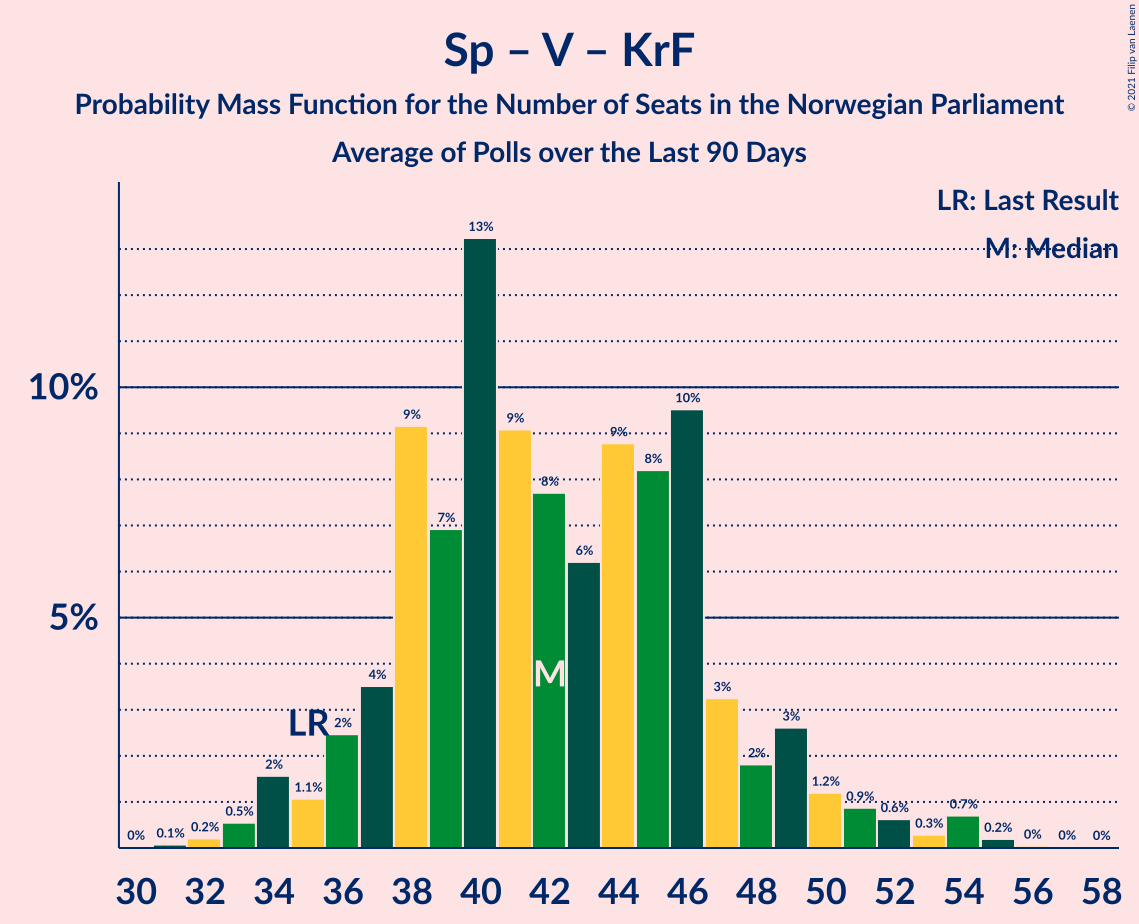 Sp – V – KrF
Probability Mass Function for the Number of Seats in the Norwegian Parliament
Average of Polls over the Last 90 Days
© 2021 Filip van Laenen
LR: Last Result
M: Median
10%
5%
0% 0.1% 0.2% 0.5% 2% 1.1% 2% 4% 9% 7% 13% 9% 8% 6% 9% 8% 10% 3% 2% 3% 1.2% 0.9% 0.6% 0.3% 0.7% 0.2% 0% 0% 0%
LR
M
30 32 34 36 38 40 42 44 46 48 50 52 54 56 58